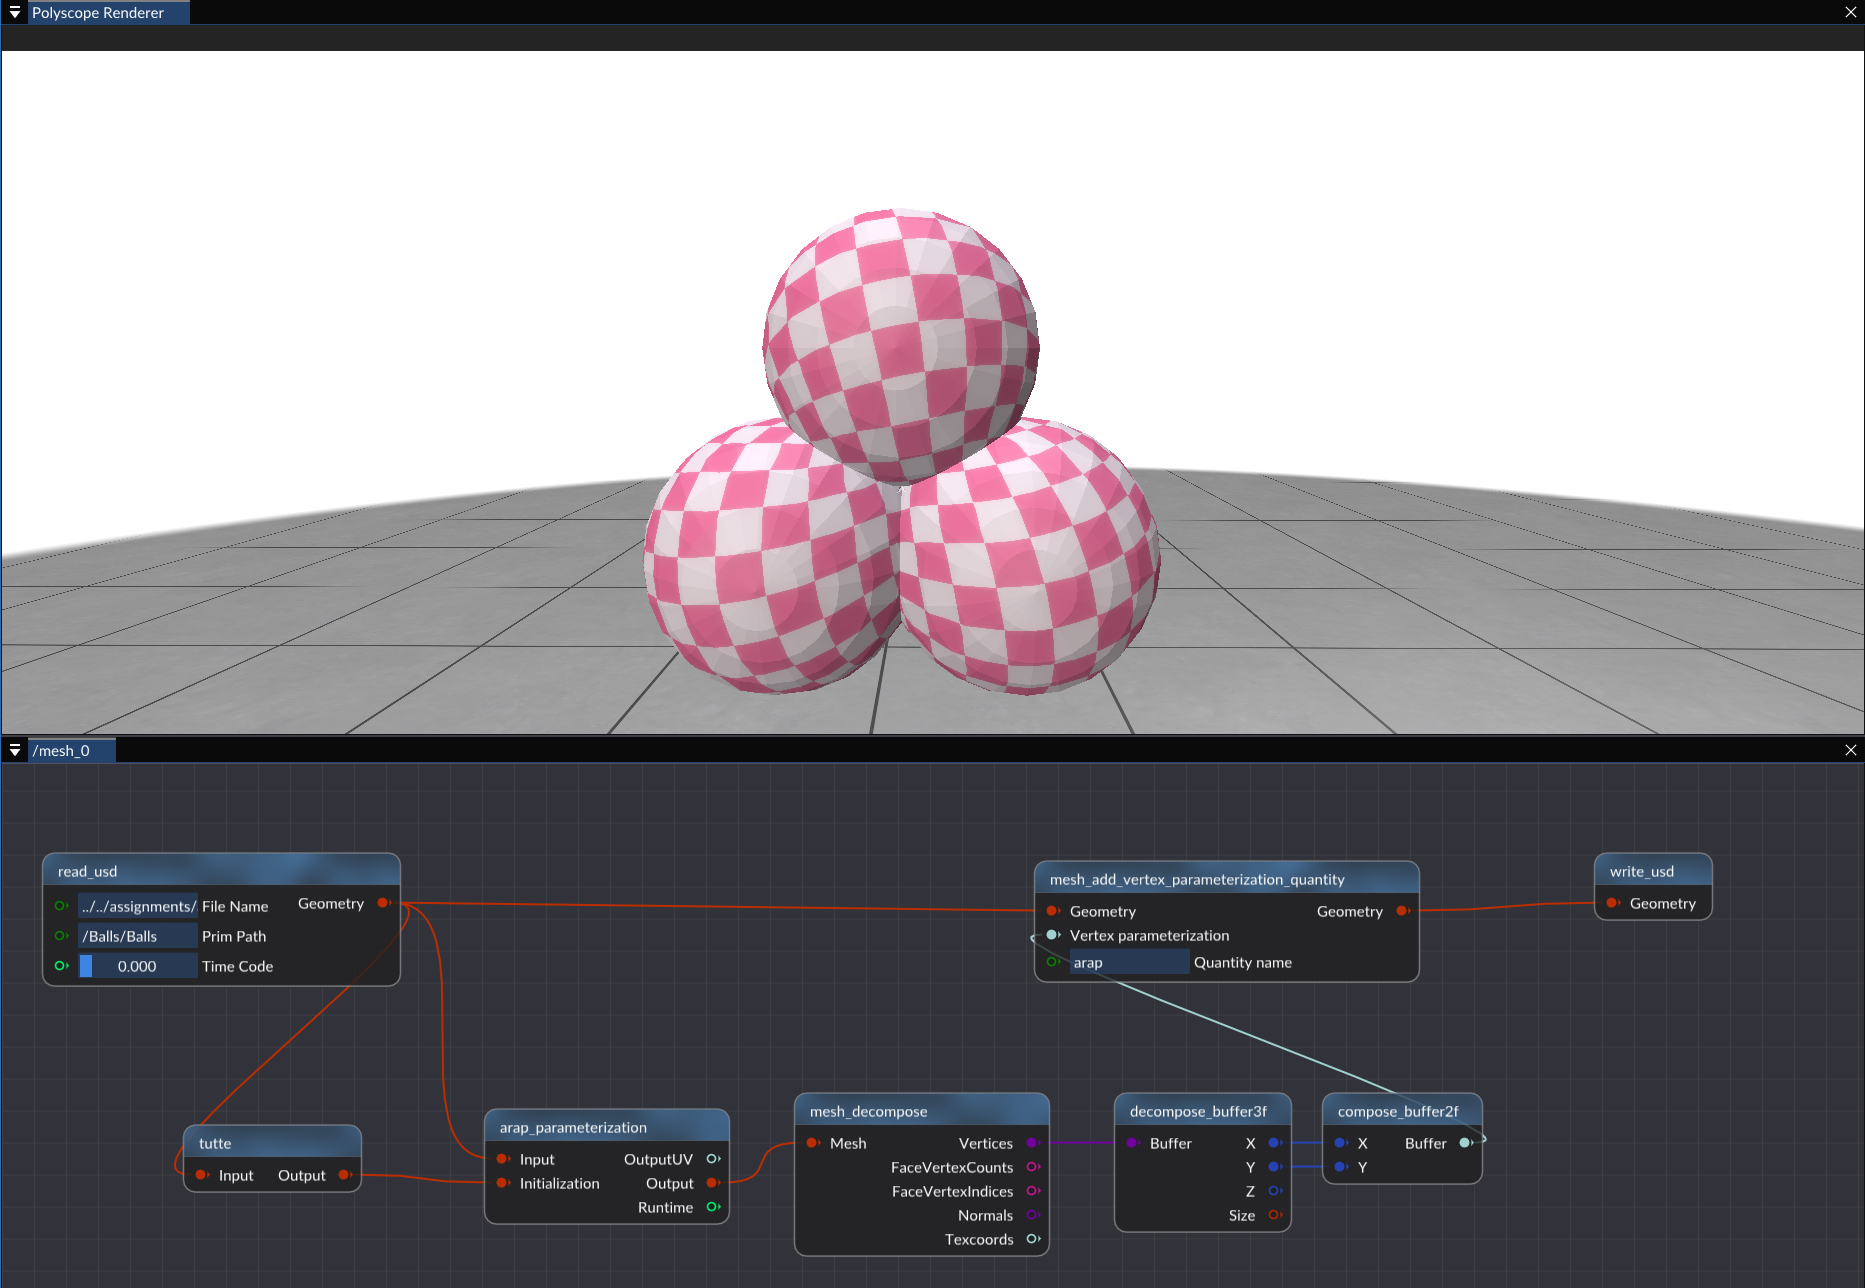 Polyscope Renderer
/mesh_0
read_usd
../../assignments/ File Name Geometry
/Balls/Balls Prim Path
0.000 Time Code
mesh_add_vertex_parameterization_quantity
Geometry Geometry
Vertex parameterization
arap Quantity name
write_usd
Geometry
tutte
Input Output
arap_parameterization
Input OutputUV
Initialization Output
Runtime
mesh_decompose
Mesh Vertices
FaceVertexCounts
FaceVertexIndices
Normals
Texcoords
decompose_buffer3f
Buffer X
Y
Z
Size
compose_buffer2f
X Buffer
Y